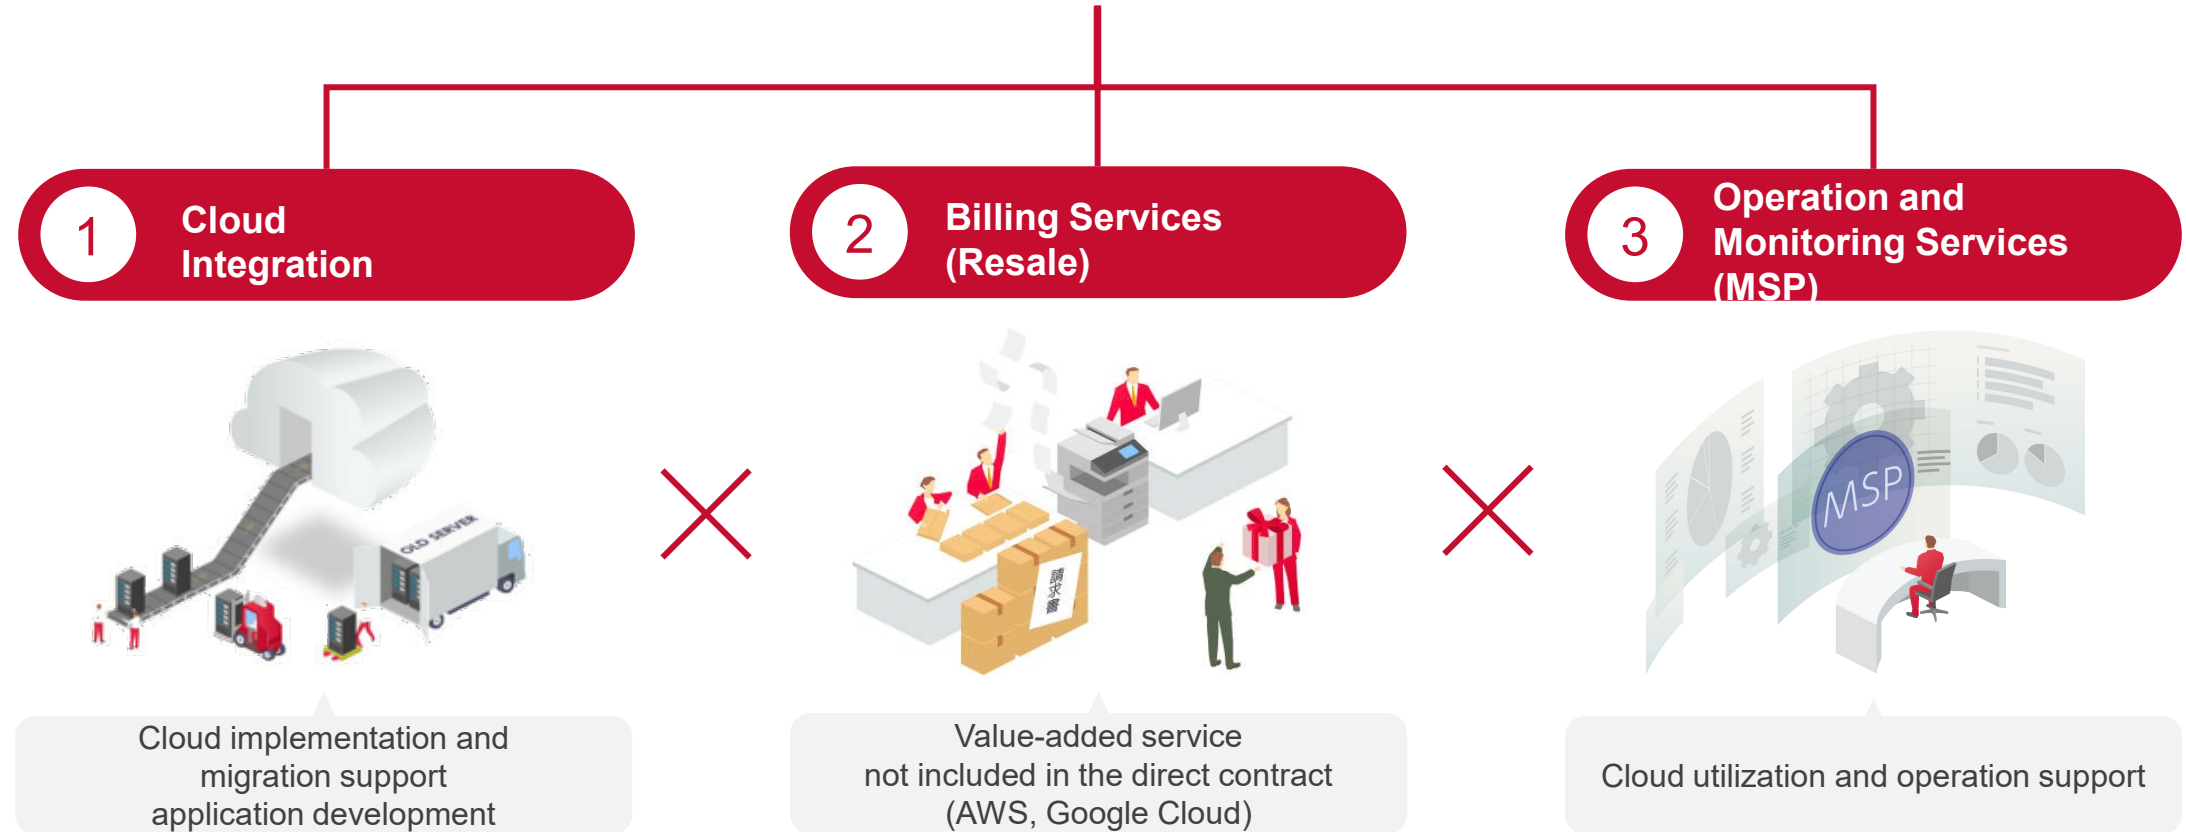 1
Cloud
Integration
2
Billing Services
(Resale)
3
Operation and
Monitoring Services
(MSP)
OLD SERVER
請求書
MSP
Cloud implementation and
migration support
application development
Value-added service
not included in the direct contract
(AWS, Google Cloud)
Cloud utilization and operation support